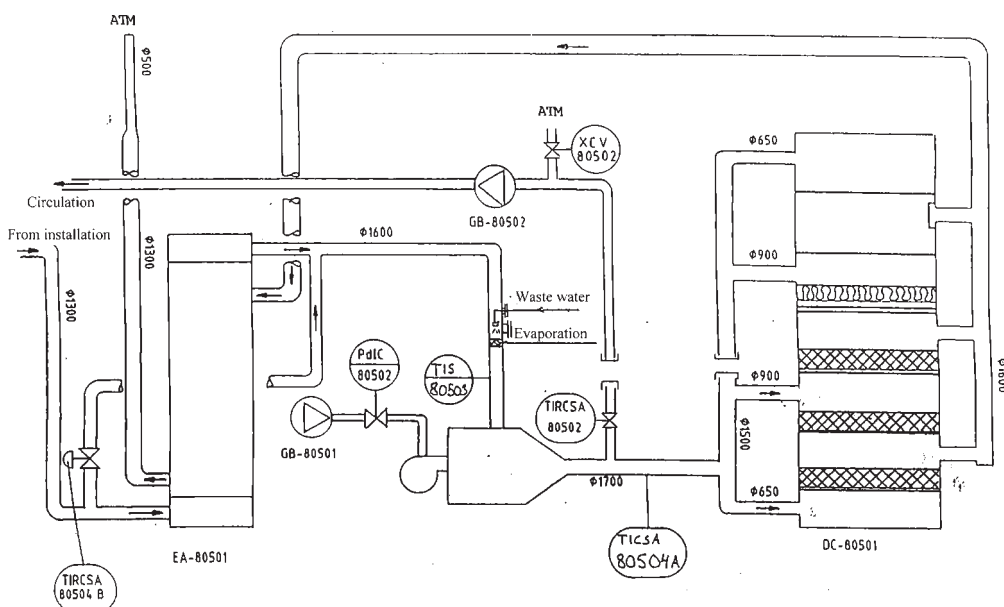 ATM
φ500
ATM
XCV
80502
φ650
Circulation
GB-80502
From installation
φ1600
φ1300
φ1300
φ900
Waste water
Evaporation
PdIC
80502
TIS
80503
TIRCSA
80502
φ900
φ1800
GB-80501
φ1500
φ1700
φ650
EA-80501
TICSA
80504A
DC-80501
TIRCSA
80504 B